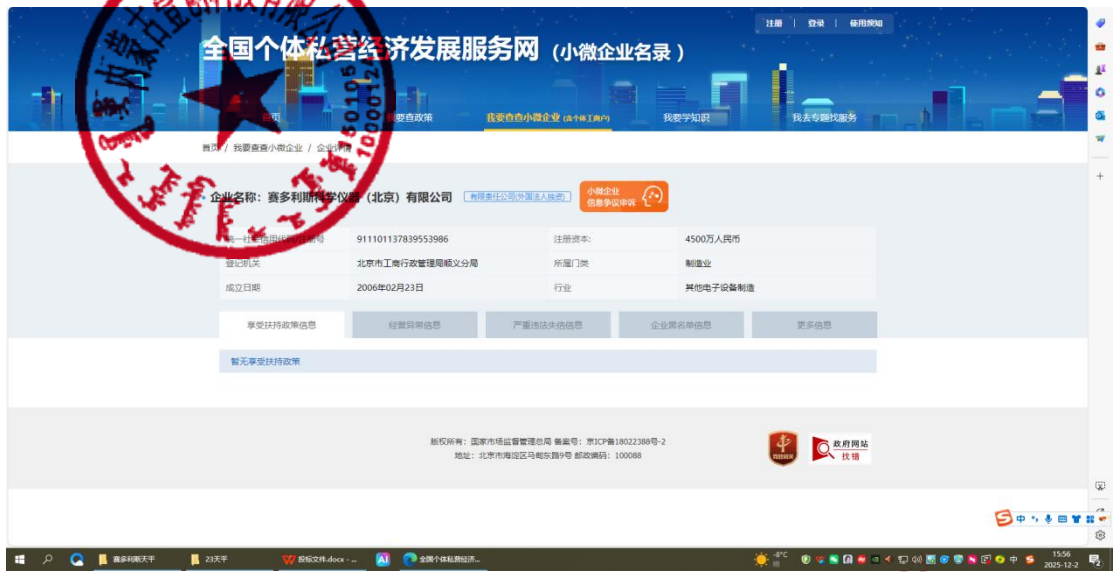 注册 | 登录 | 使用须知
全国个体私营经济发展服务网 (小微企业名录)
首页 要查政策 我要查查小微企业 (含个体工商户) 我要学知识 我去专题找服务
首页 / 我要查查小微企业 / 企业详情
企业名称: 赛多利斯科学仪器 (北京) 有限公司 有限责任公司(外国法人独资) 小微企业
信息争议申诉
统一社会信用代码/注册号 911101137839553986 注册资本: 4500万人民币
登记机关 北京市工商行政管理局顺义分局 所属门类 制造业
成立日期 2006年02月23日 行业 其他电子设备制造
享受扶持政策信息 经营异常信息 严重违法失信信息 企业黑名单信息 更多信息
暂无享受扶持政策
版权所有: 国家市场监督管理总局 备案号: 京ICP备18022388号-2
地址: 北京市海淀区马甸东路9号 邮政编码: 100088
政府网站
找错
中
赛多利斯天平 23天平 投标文件.docx - ... 全国个体私营经济...
-8°C 晴 中 15:56
2025-12-2